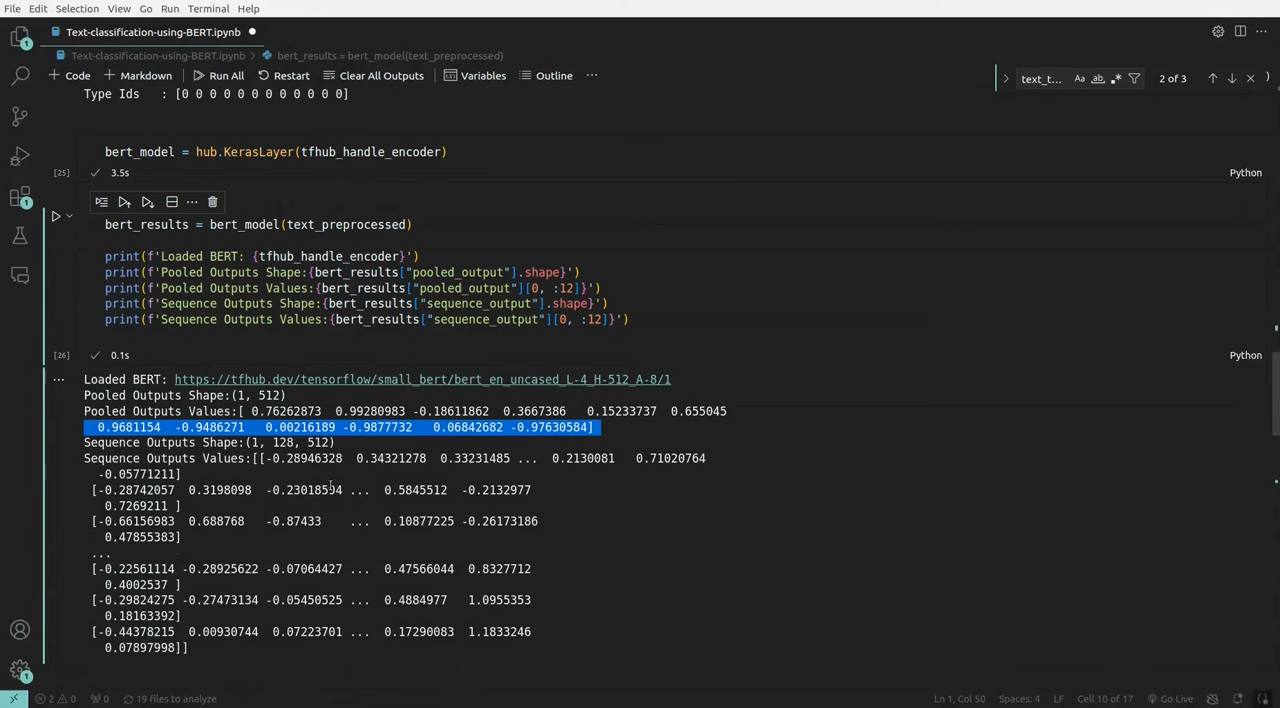 File Edit Selection View Go Run Terminal Help
Text-classification-using-BERT.ipynb
Text-classification-using-BERT.ipynb > bert_results = bert_model(text_preprocessed)
+ Code + Markdown Run All Restart Clear All Outputs Variables Outline ...
text_t... Aa ab 2 of 3
Type Ids   : [0 0 0 0 0 0 0 0 0 0 0 0]
bert_model = hub.KerasLayer(tfhub_handle_encoder)
[25] 3.5s Python
bert_results = bert_model(text_preprocessed)
print(f'Loaded BERT: {tfhub_handle_encoder}')
print(f'Pooled Outputs Shape:{bert_results["pooled_output"].shape}')
print(f'Pooled Outputs Values:{bert_results["pooled_output"][0, :12]}')
print(f'Sequence Outputs Shape:{bert_results["sequence_output"].shape}')
print(f'Sequence Outputs Values:{bert_results["sequence_output"][0, :12]}')
[26] 0.1s Python
... Loaded BERT: https://tfhub.dev/tensorflow/small_bert/bert_en_uncased_L-4_H-512_A-8/1
Pooled Outputs Shape:(1, 512)
Pooled Outputs Values:[ 0.76262873  0.99280983 -0.18611862  0.3667386   0.15233737  0.655045
  0.9681154  -0.9486271   0.00216189 -0.9877732   0.06842682 -0.97630584]
Sequence Outputs Shape:(1, 128, 512)
Sequence Outputs Values:[[-0.28946328  0.34321278  0.33231485 ...  0.2130081   0.71020764
  -0.05771211]
 [-0.28742057  0.3198098  -0.23018594 ...  0.5845512  -0.2132977
   0.7269211 ]
 [-0.66156983  0.688768   -0.87433    ...  0.10877225 -0.26173186
   0.47855383]
 ...
 [-0.22561114 -0.28925622 -0.07064427 ...  0.47566044  0.8327712
   0.4002537 ]
 [-0.29824275 -0.27473134 -0.05450525 ...  0.4884977   1.0955353
   0.18163392]
 [-0.44378215  0.00930744  0.07223701 ...  0.17290083  1.1833246
   0.07897998]]
2 0 0 19 files to analyze Ln 1, Col 50 Spaces: 4 LF Cell 10 of 17 Go Live